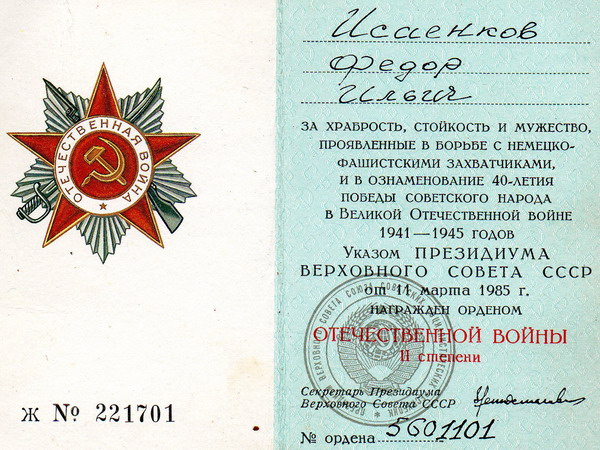 ОТЕЧЕСТВЕННАЯ ВОЙНА
Ж № 221701
Исаенков
Федор
Ильич
ЗА ХРАБРОСТЬ, СТОЙКОСТЬ И МУЖЕСТВО,
ПРОЯВЛЕННЫЕ В БОРЬБЕ С НЕМЕЦКО-
ФАШИСТСКИМИ ЗАХВАТЧИКАМИ,
И В ОЗНАМЕНОВАНИЕ 40-ЛЕТИЯ
ПОБЕДЫ СОВЕТСКОГО НАРОДА
В ВЕЛИКОЙ ОТЕЧЕСТВЕННОЙ ВОЙНЕ
1941—1945 ГОДОВ
УКАЗОМ ПРЕЗИДИУМА
ВЕРХОВНОГО СОВЕТА СССР
от 11 марта 1985 г.
НАГРАЖДЕН ОРДЕНОМ
ОТЕЧЕСТВЕННОЙ ВОЙНЫ
II степени
Секретарь Президиума
Верховного Совета СССР
№ ордена 5601101